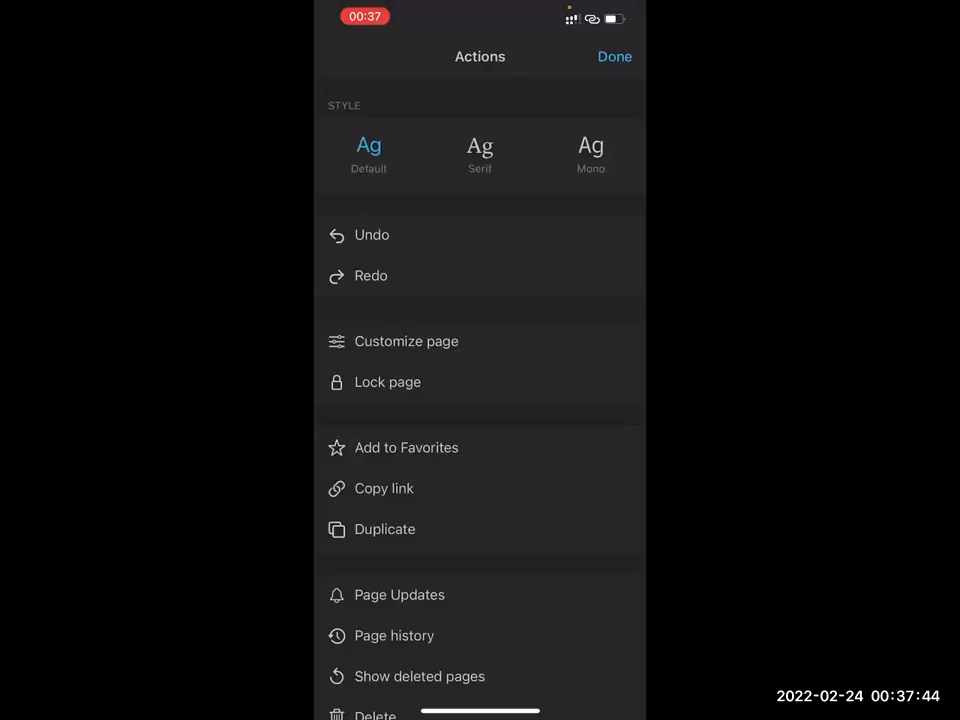 00:37
Actions
Done
STYLE
Ag
Ag
Ag
Default
Serif
Mono
Undo
Redo
Customize page
Lock page
Add to Favorites
Copy link
Duplicate
Page Updates
Page history
Show deleted pages
Delete
2022-02-24 00:37:44